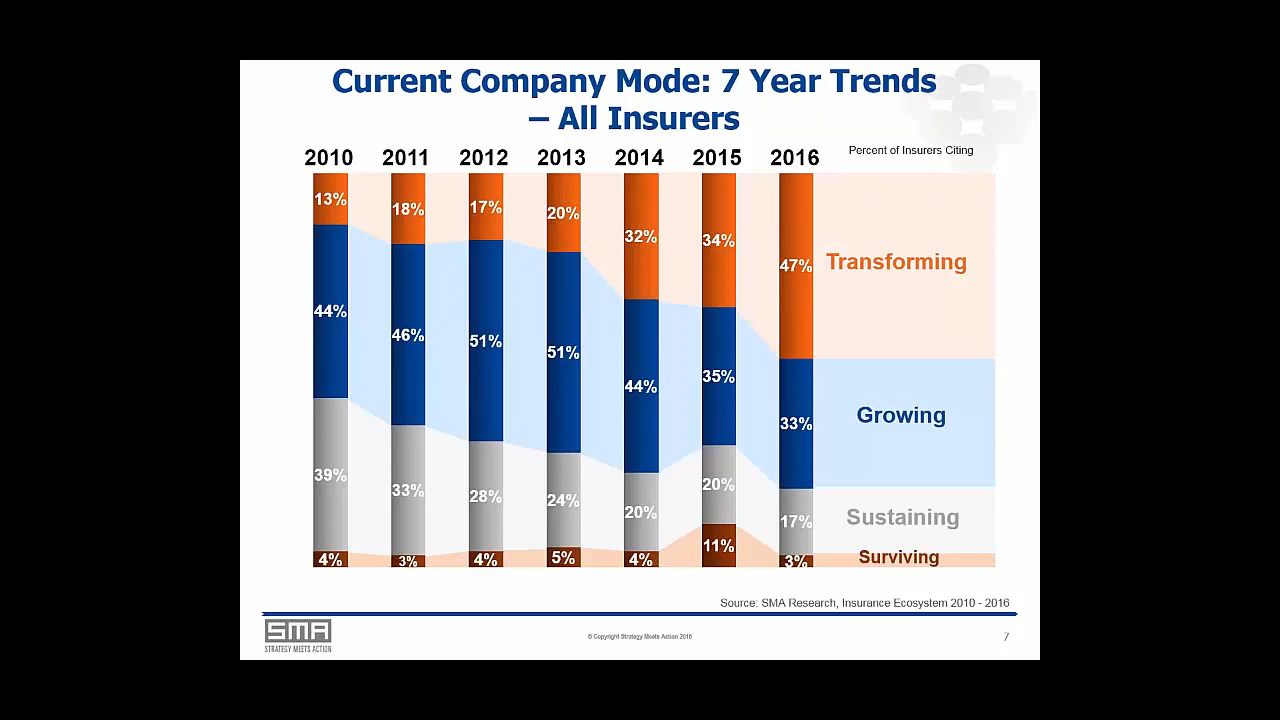 Current Company Mode: 7 Year Trends
– All Insurers
2010 2011 2012 2013 2014 2015 2016
Percent of Insurers Citing
13% 18% 17% 20% 32% 34% 47%
Transforming
44% 46% 51% 51% 44% 35% 33%
Growing
39% 33% 28% 24% 20% 20% 17%
Sustaining
4% 3% 4% 5% 4% 11% 3%
Surviving
Source: SMA Research, Insurance Ecosystem 2010 - 2016
SMA
STRATEGY MEETS ACTION
© Copyright Strategy Meets Action 2016
7